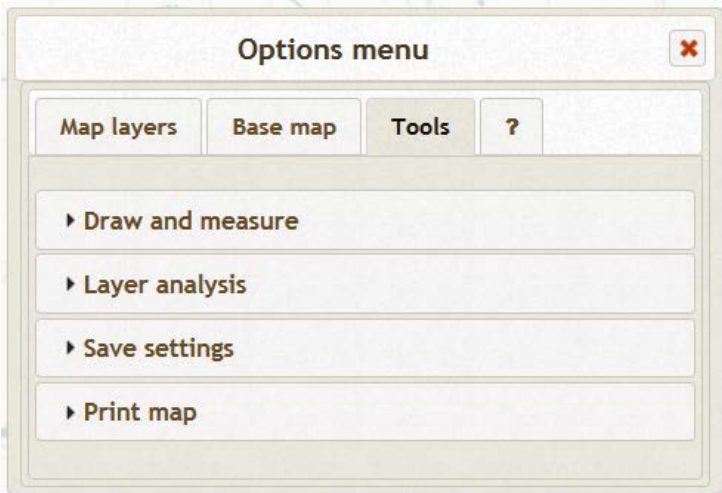 Options menu
Map layers Base map Tools ?
Draw and measure
Layer analysis
Save settings
Print map